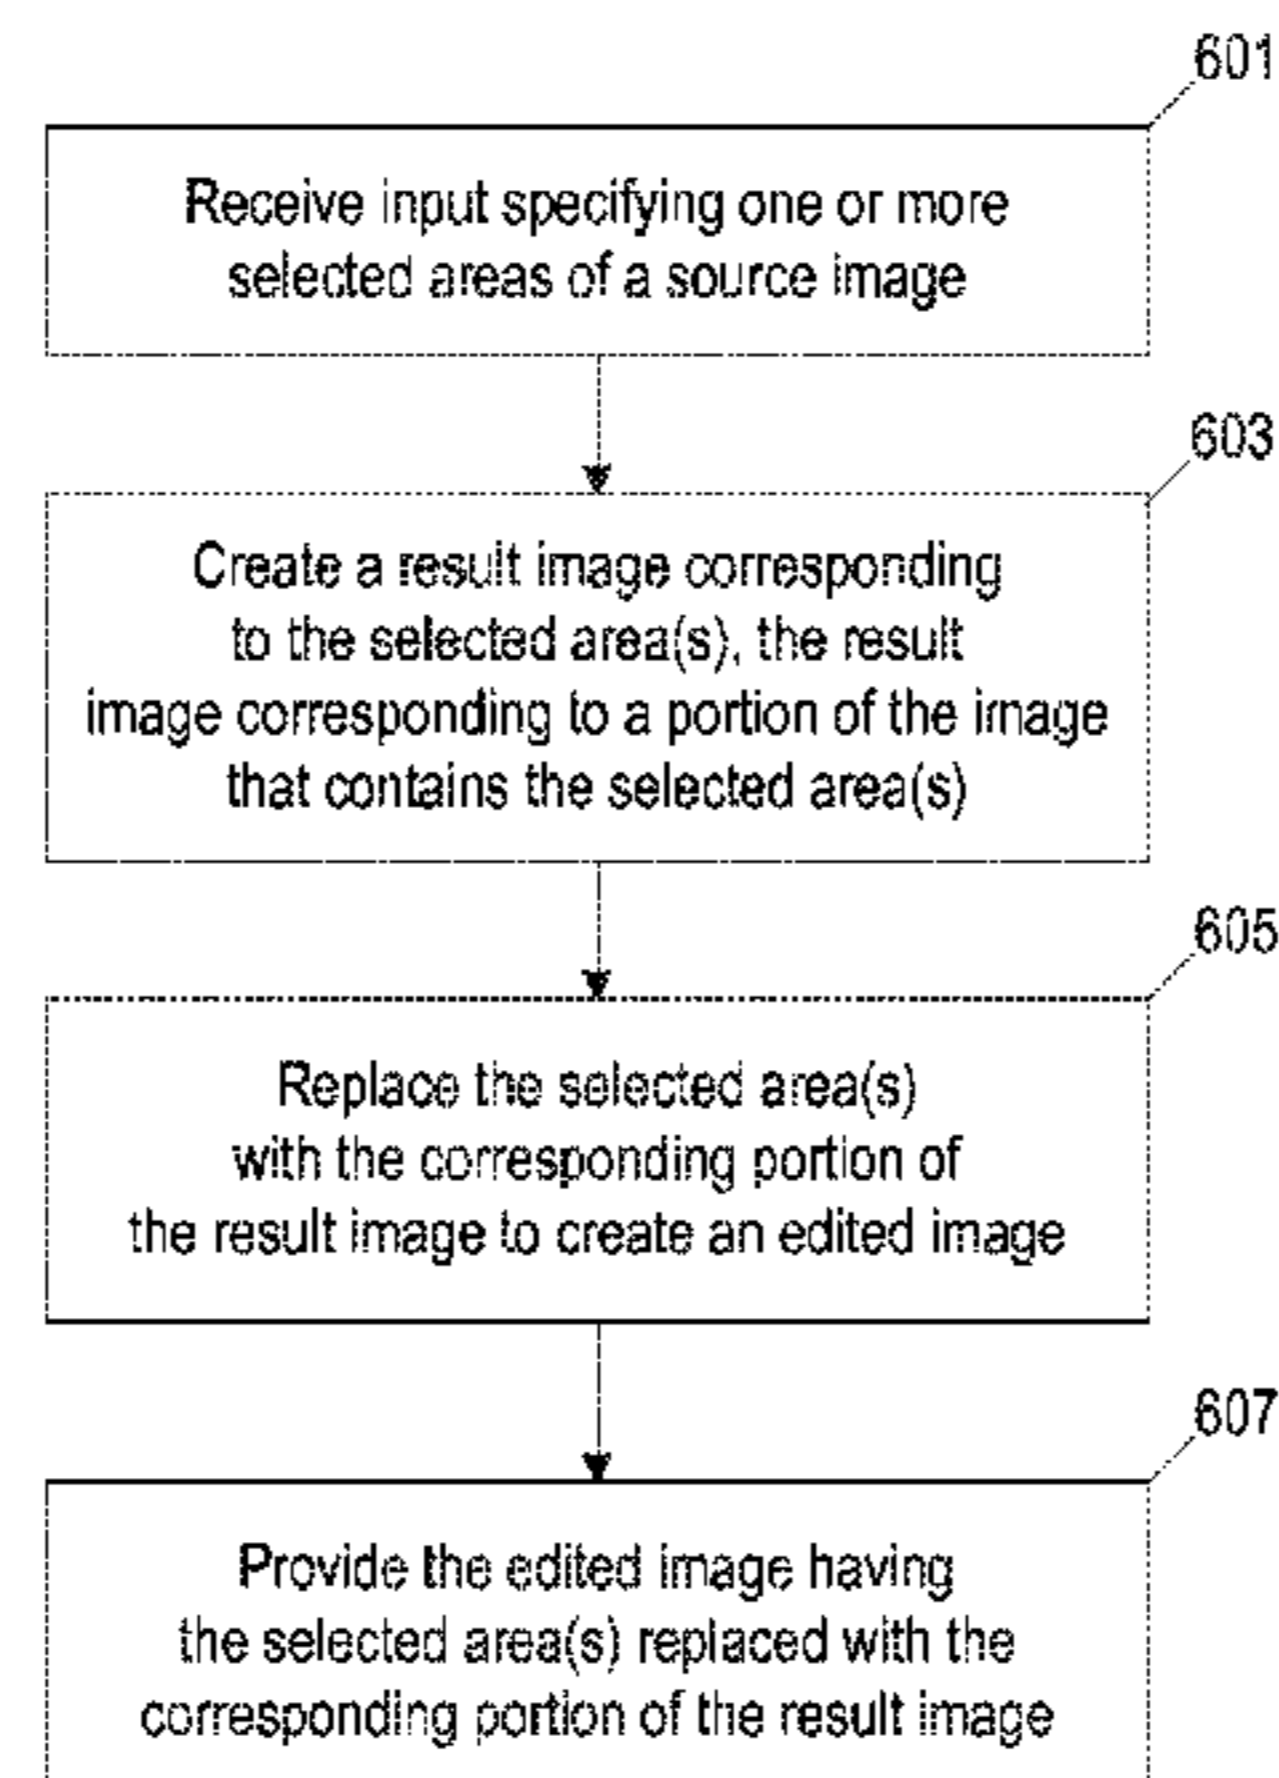 601
Receive input specifying one or more
selected areas of a source image
603
Create a result image corresponding
to the selected area(s), the result
image corresponding to a portion of the image
that contains the selected area(s)
605
Replace the selected area(s)
with the corresponding portion of
the result image to create an edited image
607
Provide the edited image having
the selected area(s) replaced with the
corresponding portion of the result image